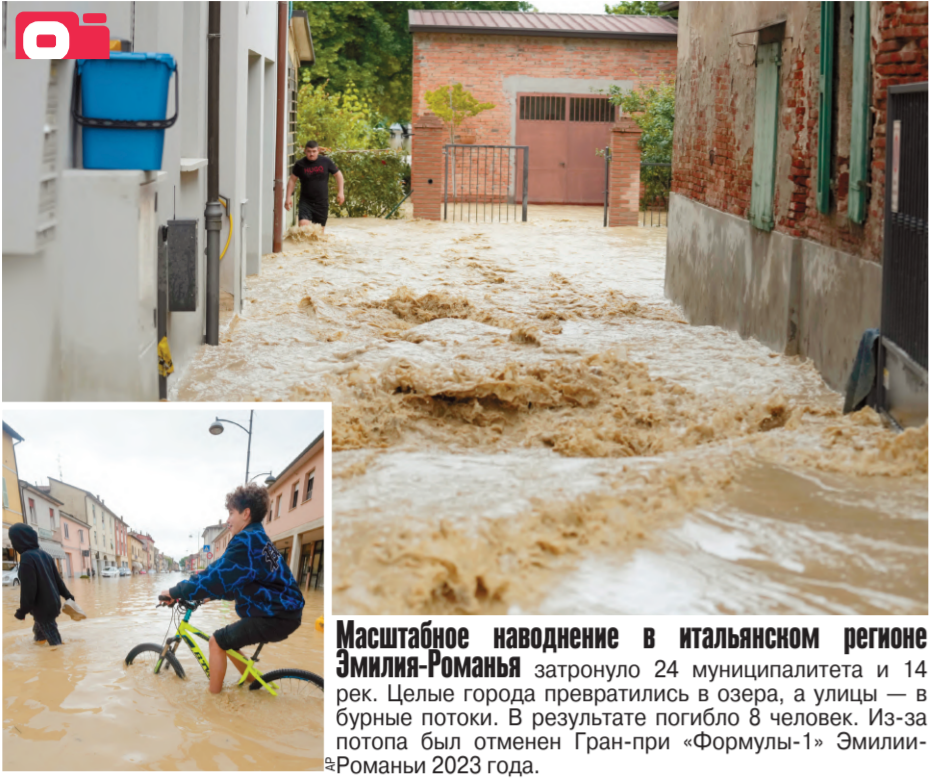 Масштабное наводнение в итальянском регионе
Эмилия-Романья затронуло 24 муниципалитета и 14
рек. Целые города превратились в озера, а улицы — в
бурные потоки. В результате погибло 8 человек. Из-за
потопа был отменен Гран-при «Формулы-1» Эмилии-
Романьи 2023 года.
AP